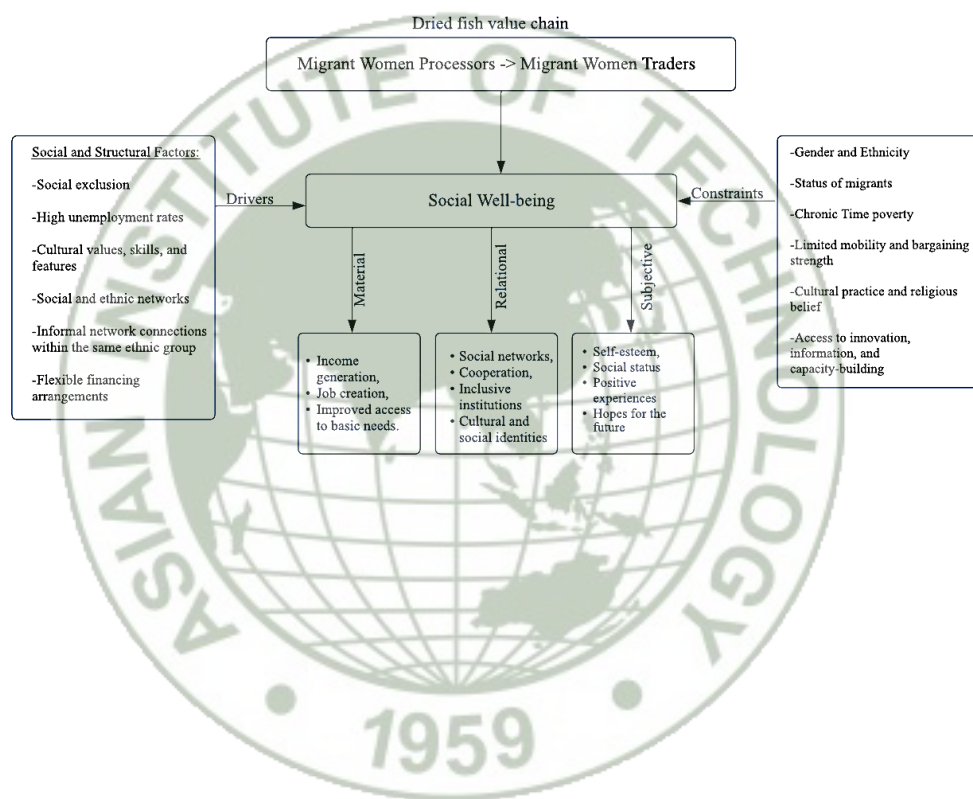 Dried fish value chain
Migrant Women Processors -> Migrant Women Traders
Social and Structural Factors:
-Social exclusion
-High unemployment rates
-Cultural values, skills, and
features
-Social and ethnic networks
-Informal network connections
within the same ethnic group
-Flexible financing
arrangements
Drivers
Social Well-being
Constraints
-Gender and Ethnicity
-Status of migrants
-Chronic Time poverty
-Limited mobility and bargaining
strength
-Cultural practice and religious
belief
-Access to innovation,
information, and
capacity-building
Material
Relational
Subjective
• Income
generation,
• Job creation,
• Improved access
to basic needs.
• Social networks,
• Cooperation,
• Inclusive
institutions
• Cultural and
social identities
• Self-esteem,
• Social status
• Positive
experiences
• Hopes for the
future
ASIAN INSTITUTE OF TECHNOLOGY
• 1959 •